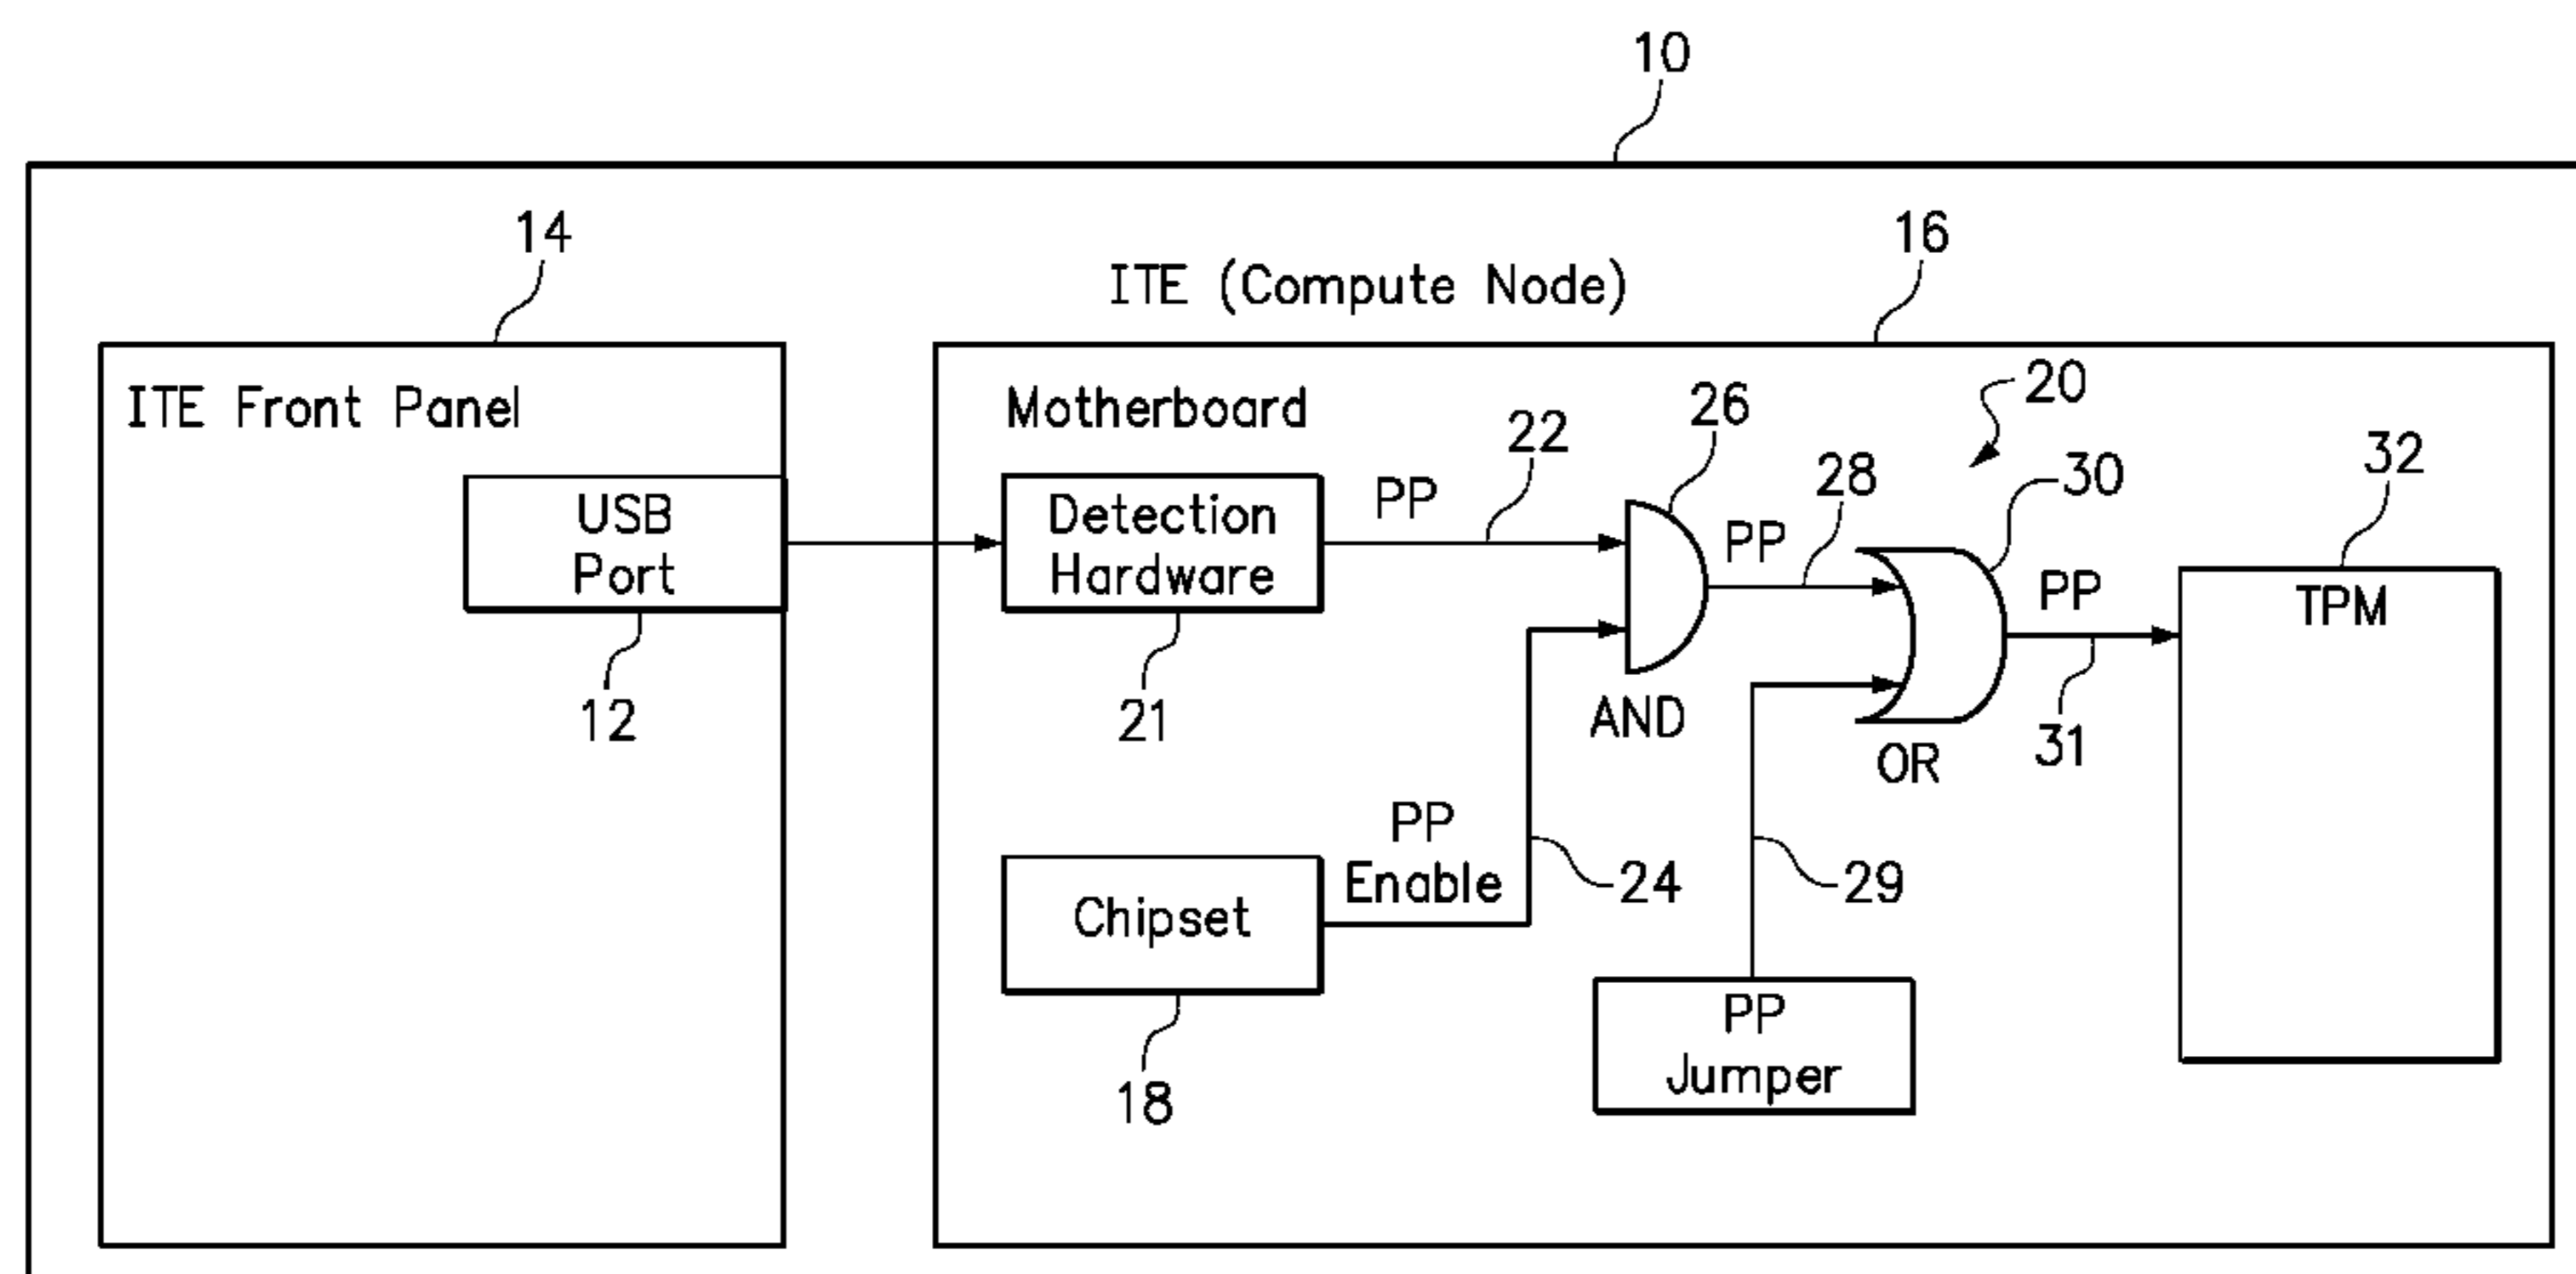 10
14
16
ITE (Compute Node)
ITE Front Panel
Motherboard
20
26
22
28
30
32
PP
PP
PP
USB
Port
Detection
Hardware
TPM
12
21
AND
OR
31
PP
Enable
24
29
Chipset
18
PP
Jumper